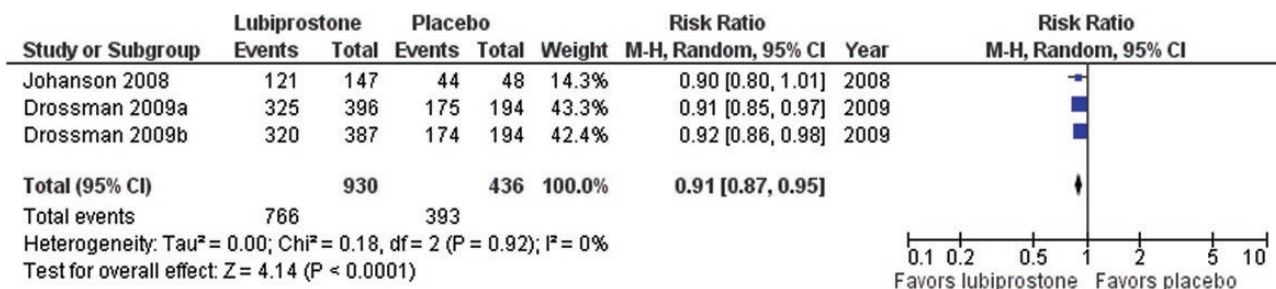 Lubiprostone Placebo Risk Ratio Risk Ratio
Study or Subgroup Events Total Events Total Weight M-H, Random, 95% CI Year M-H, Random, 95% CI
Johanson 2008 121 147 44 48 14.3% 0.90 [0.80, 1.01] 2008
Drossman 2009a 325 396 175 194 43.3% 0.91 [0.85, 0.97] 2009
Drossman 2009b 320 387 174 194 42.4% 0.92 [0.86, 0.98] 2009
Total (95% CI) 930 436 100.0% 0.91 [0.87, 0.95]
Total events 766 393
Heterogeneity: Tau² = 0.00; Chi² = 0.18, df = 2 (P = 0.92); I² = 0%
Test for overall effect: Z = 4.14 (P < 0.0001)
0.1 0.2 0.5 1 2 5 10
Favors lubiprostone Favors placebo